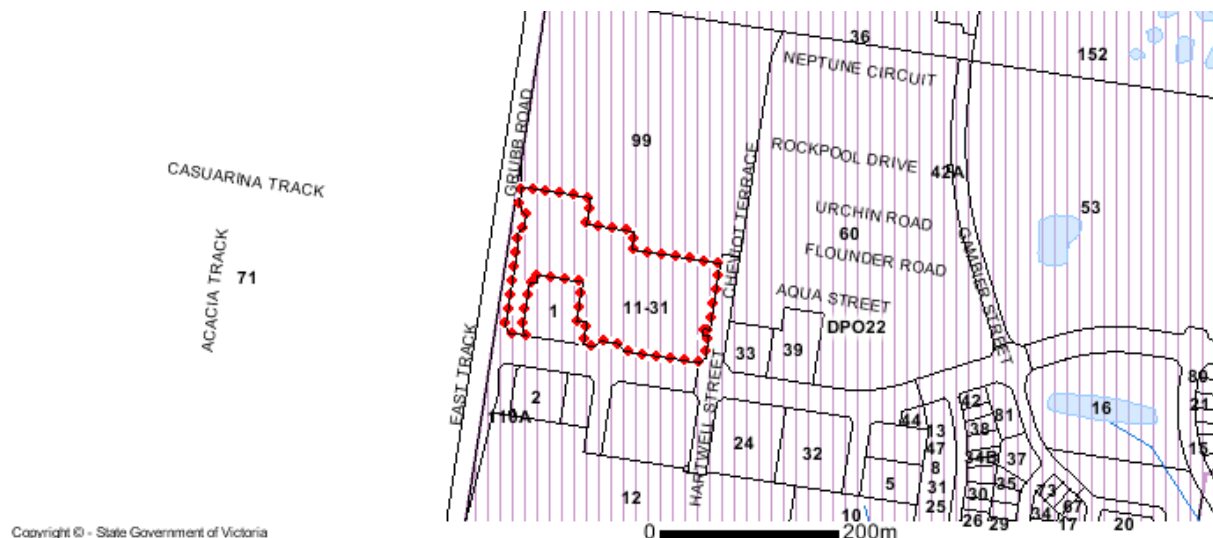 36
NEPTUNE CIRCUIT
152
GRUBB ROAD
99
CASUARINA TRACK
ROCKPOOL DRIVE
42A
CHEVIOT TERRACE
URCHIN ROAD
53
60
FLOUNDER ROAD
GAMBIER STREET
ACACIA TRACK
71
AQUA STREET
1
11-31
DPO22
EAST TRACK
HARTWELL STREET
33
39
80
2
42
21
16
110A
44
81
38
13
24
32
47
15
34B
37
8
5
35
31
30
73
12
25
67
10
26
29
34
17
20
Copyright © - State Government of Victoria
0 200m